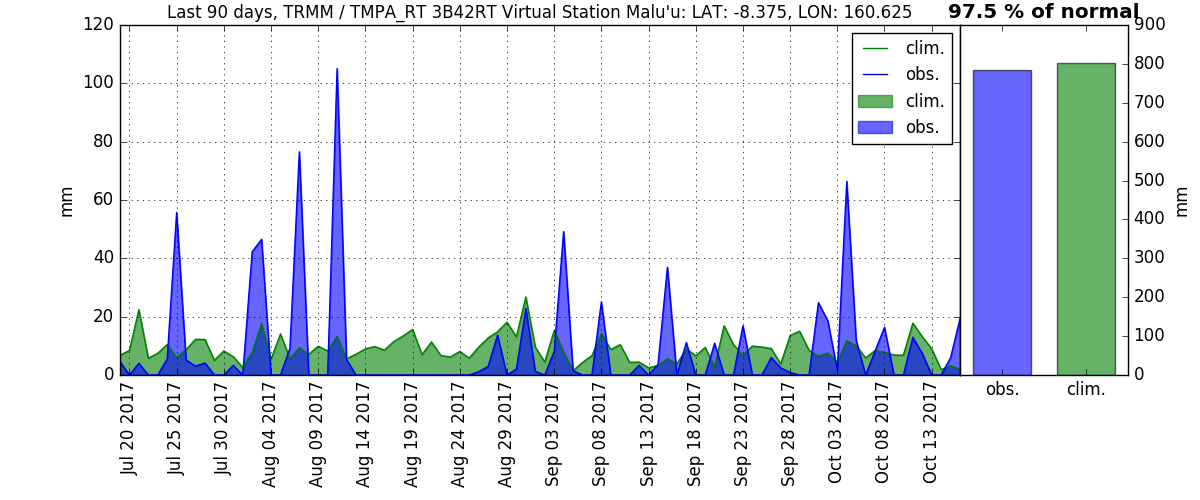 Last 90 days, TRMM / TMPA_RT 3B42RT Virtual Station Malu'u: LAT: -8.375, LON: 160.625
97.5 % of normal
120
100
80
60
40
20
0
mm
clim.
obs.
clim.
obs.
900
800
700
600
500
400
300
200
100
0
mm
Jul 20 2017
Jul 25 2017
Jul 30 2017
Aug 04 2017
Aug 09 2017
Aug 14 2017
Aug 19 2017
Aug 24 2017
Aug 29 2017
Sep 03 2017
Sep 08 2017
Sep 13 2017
Sep 18 2017
Sep 23 2017
Sep 28 2017
Oct 03 2017
Oct 08 2017
Oct 13 2017
obs.
clim.